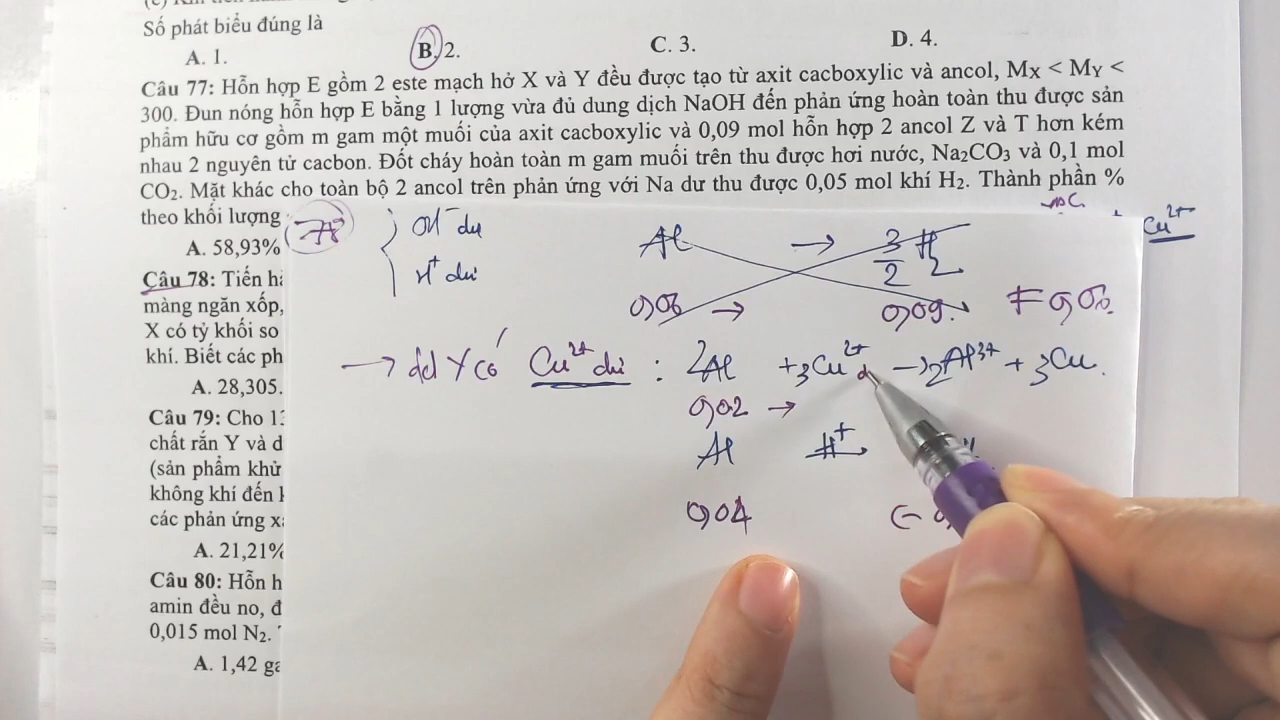 Số phát biểu đúng là
A. 1. B. 2. C. 3. D. 4.
Câu 77: Hỗn hợp E gồm 2 este mạch hở X và Y đều được tạo từ axit cacboxylic và ancol, Mx < MY <
300. Đun nóng hỗn hợp E bằng 1 lượng vừa đủ dung dịch NaOH đến phản ứng hoàn toàn thu được sản
phẩm hữu cơ gồm m gam một muối của axit cacboxylic và 0,09 mol hỗn hợp 2 ancol Z và T hơn kém
nhau 2 nguyên tử cacbon. Đốt cháy hoàn toàn m gam muối trên thu được hơi nước, Na2CO3 và 0,1 mol
CO2. Mặt khác cho toàn bộ 2 ancol trên phản ứng với Na dư thu được 0,05 mol khí H2. Thành phần %
theo khối lượng
A. 58,93%
Câu 78: Tiến
màng ngăn xốp,
X có tỷ khối so
khí. Biết các ph
A. 28,305.
Câu 79: Cho
chất rắn Y và d
(sản phẩm khử
không khí đến
các phản ứng
A. 21,21%
Câu 80: Hỗn h
amin đều no, đ
0,015 mol N2.
A. 1,42
78 OH⁻ dư Al → 3/2 H2
H⁺ dư
0,06 → 0,09.
Cu²⁺
→ dd Y có Cu²⁺ dư : 2Al + 3Cu²⁺ → 2Al³⁺ + 3Cu.
0,02 →
Al H⁺
0,04 ←